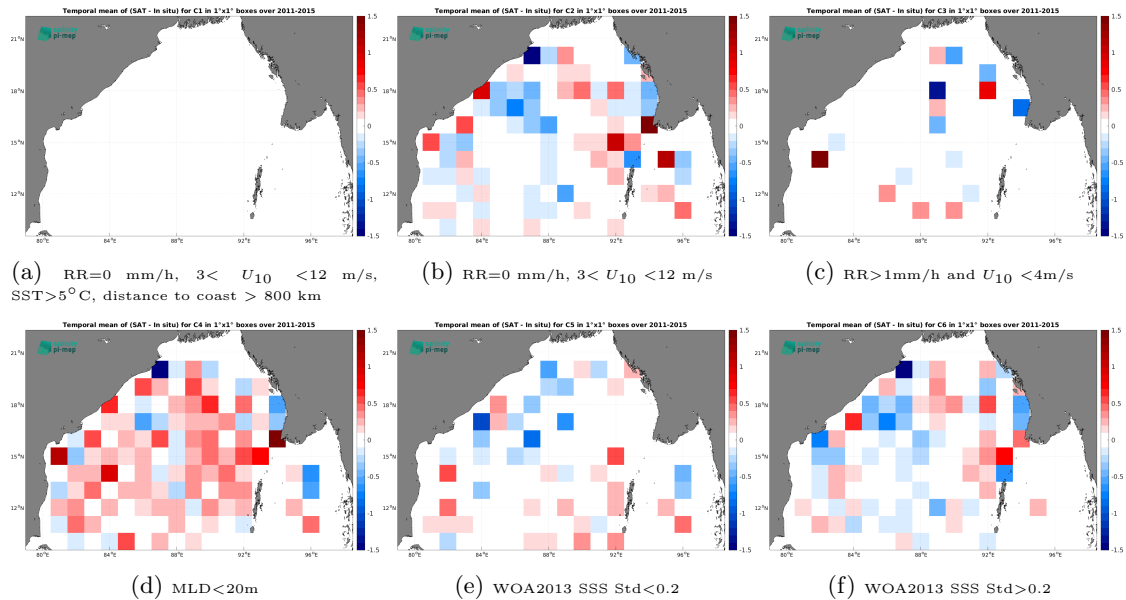 Temporal mean of (SAT - In situ) for C1 in 1°x1° boxes over 2011-2015
pi-mep
21°N
18°N
15°N
12°N
80°E 84°E 88°E 92°E 96°E
1.5
1
0.5
0
-0.5
-1
-1.5
(a) RR=0 mm/h, 3< U10 <12 m/s,
SST>5°C, distance to coast > 800 km
Temporal mean of (SAT - In situ) for C2 in 1°x1° boxes over 2011-2015
pi-mep
21°N
18°N
15°N
12°N
80°E 84°E 88°E 92°E 96°E
1.5
1
0.5
0
-0.5
-1
-1.5
(b) RR=0 mm/h, 3< U10 <12 m/s
Temporal mean of (SAT - In situ) for C3 in 1°x1° boxes over 2011-2015
pi-mep
21°N
18°N
15°N
12°N
80°E 84°E 88°E 92°E 96°E
1.5
1
0.5
0
-0.5
-1
-1.5
(c) RR>1mm/h and U10 <4m/s
Temporal mean of (SAT - In situ) for C4 in 1°x1° boxes over 2011-2015
pi-mep
21°N
18°N
15°N
12°N
80°E 84°E 88°E 92°E 96°E
1.5
1
0.5
0
-0.5
-1
-1.5
(d) MLD<20m
Temporal mean of (SAT - In situ) for C5 in 1°x1° boxes over 2011-2015
pi-mep
21°N
18°N
15°N
12°N
80°E 84°E 88°E 92°E 96°E
1.5
1
0.5
0
-0.5
-1
-1.5
(e) WOA2013 SSS Std<0.2
Temporal mean of (SAT - In situ) for C6 in 1°x1° boxes over 2011-2015
pi-mep
21°N
18°N
15°N
12°N
80°E 84°E 88°E 92°E 96°E
1.5
1
0.5
0
-0.5
-1
-1.5
(f) WOA2013 SSS Std>0.2